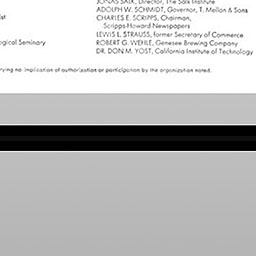 JONAS SALK, Director, The Salk Institute
ADOLPH W. SCHMIDT, Governor, T. Mellon & Sons
ist
CHARLES E. SCRIPPS, Chairman,
Scripps-Howard Newspapers
LEWIS L. STRAUSS, former Secretary of Commerce
logical Seminary
ROBERT G. WEHLE, Genesee Brewing Company
DR. DON M. YOST, California Institute of Technology
rying no implication of authorization or participation by the organization noted.